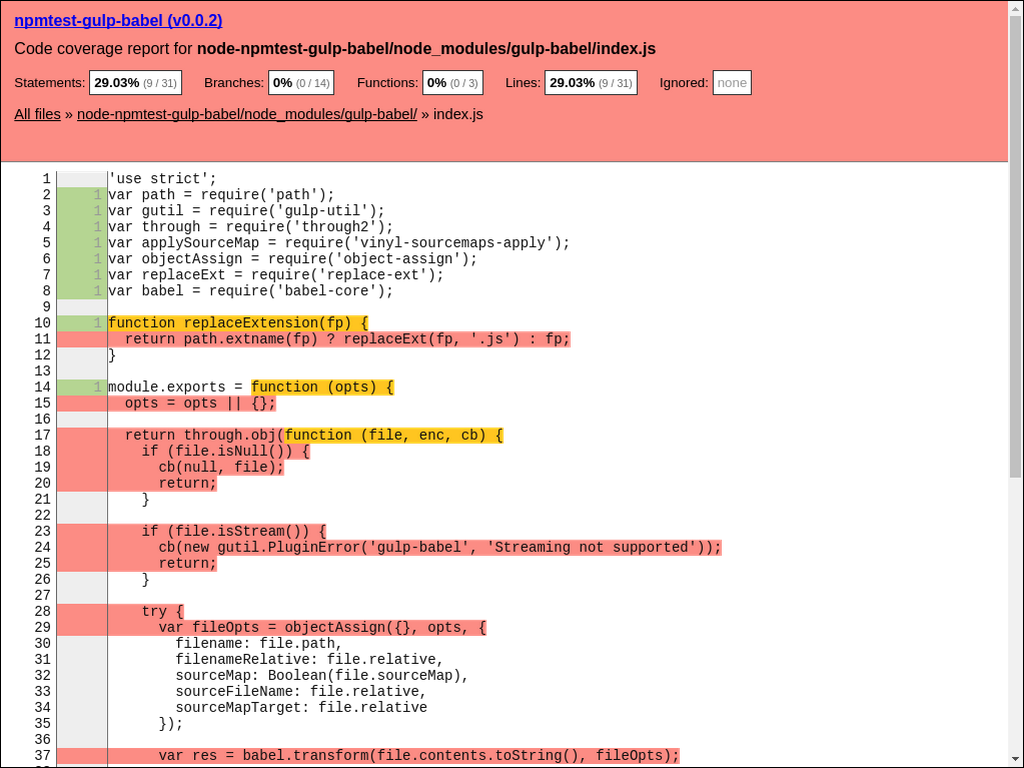 npmtest-gulp-babel (v0.0.2)
Code coverage report for node-npmtest-gulp-babel/node_modules/gulp-babel/index.js
Statements: 29.03% (9 / 31) Branches: 0% (0 / 14) Functions: 0% (0 / 3) Lines: 29.03% (9 / 31) Ignored: none
All files » node-npmtest-gulp-babel/node_modules/gulp-babel/ » index.js
1 'use strict';
2 1 var path = require('path');
3 1 var gutil = require('gulp-util');
4 1 var through = require('through2');
5 1 var applySourceMap = require('vinyl-sourcemaps-apply');
6 1 var objectAssign = require('object-assign');
7 1 var replaceExt = require('replace-ext');
8 1 var babel = require('babel-core');
9
10 1 function replaceExtension(fp) {
11   return path.extname(fp) ? replaceExt(fp, '.js') : fp;
12 }
13
14 1 module.exports = function (opts) {
15   opts = opts || {};
16
17   return through.obj(function (file, enc, cb) {
18     if (file.isNull()) {
19       cb(null, file);
20       return;
21     }
22
23     if (file.isStream()) {
24       cb(new gutil.PluginError('gulp-babel', 'Streaming not supported'));
25       return;
26     }
27
28     try {
29       var fileOpts = objectAssign({}, opts, {
30         filename: file.path,
31         filenameRelative: file.relative,
32         sourceMap: Boolean(file.sourceMap),
33         sourceFileName: file.relative,
34         sourceMapTarget: file.relative
35       });
36
37       var res = babel.transform(file.contents.toString(), fileOpts);